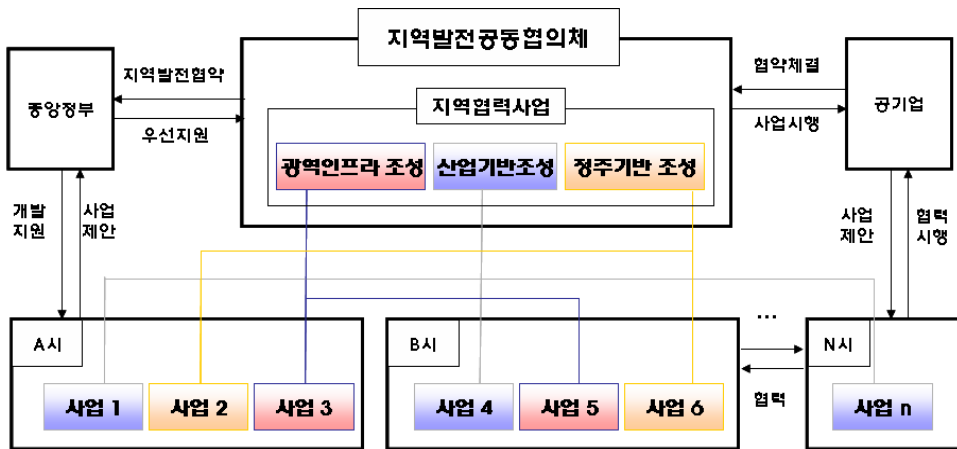 지역발전공동협의체
중앙정부
지역발전협약
우선지원
지역협력사업
광역인프라 조성
산업기반조성
정주기반 조성
협약체결
사업시행
공기업
개발
지원
사업
제안
사업
제안
협력
시행
A시
사업 1
사업 2
사업 3
B시
사업 4
사업 5
사업 6
...
협력
N시
사업 n